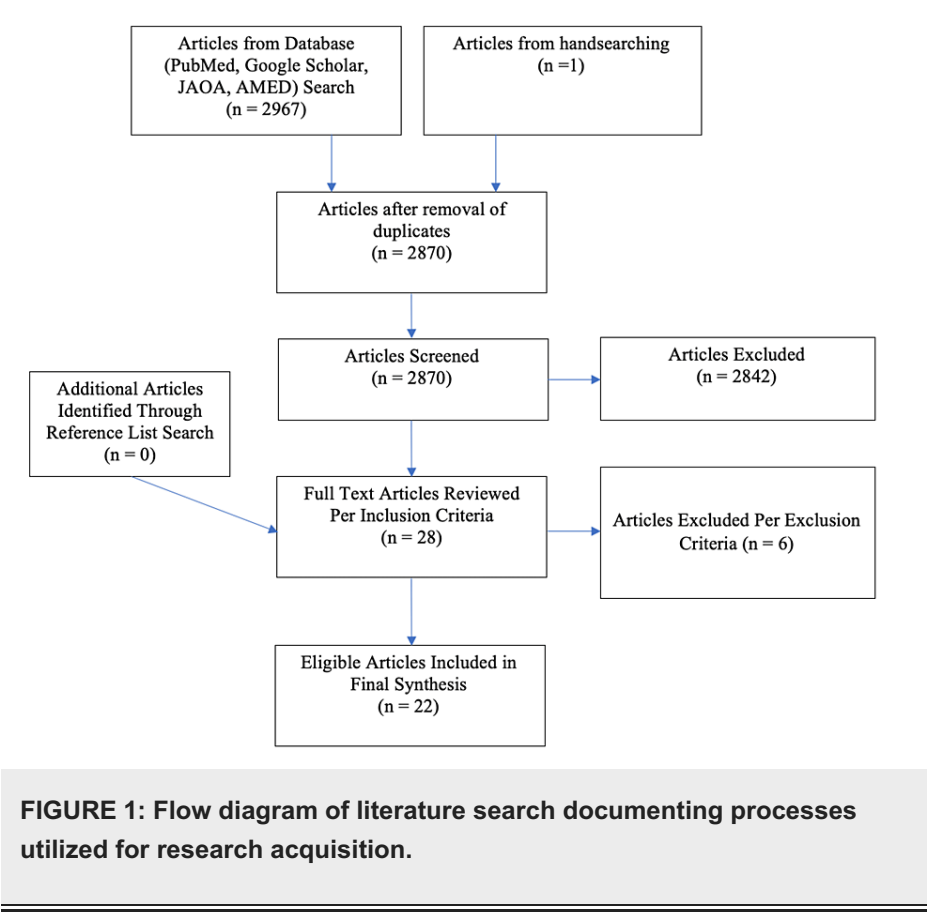 Articles from Database
(PubMed, Google Scholar,
JAOA, AMED) Search
(n = 2967)
Articles from handsearching
(n =1)
Articles after removal of
duplicates
(n = 2870)
Articles Screened
(n = 2870)
Articles Excluded
(n = 2842)
Additional Articles
Identified Through
Reference List Search
(n = 0)
Full Text Articles Reviewed
Per Inclusion Criteria
(n = 28)
Articles Excluded Per Exclusion
Criteria (n = 6)
Eligible Articles Included in
Final Synthesis
(n = 22)
FIGURE 1: Flow diagram of literature search documenting processes
utilized for research acquisition.